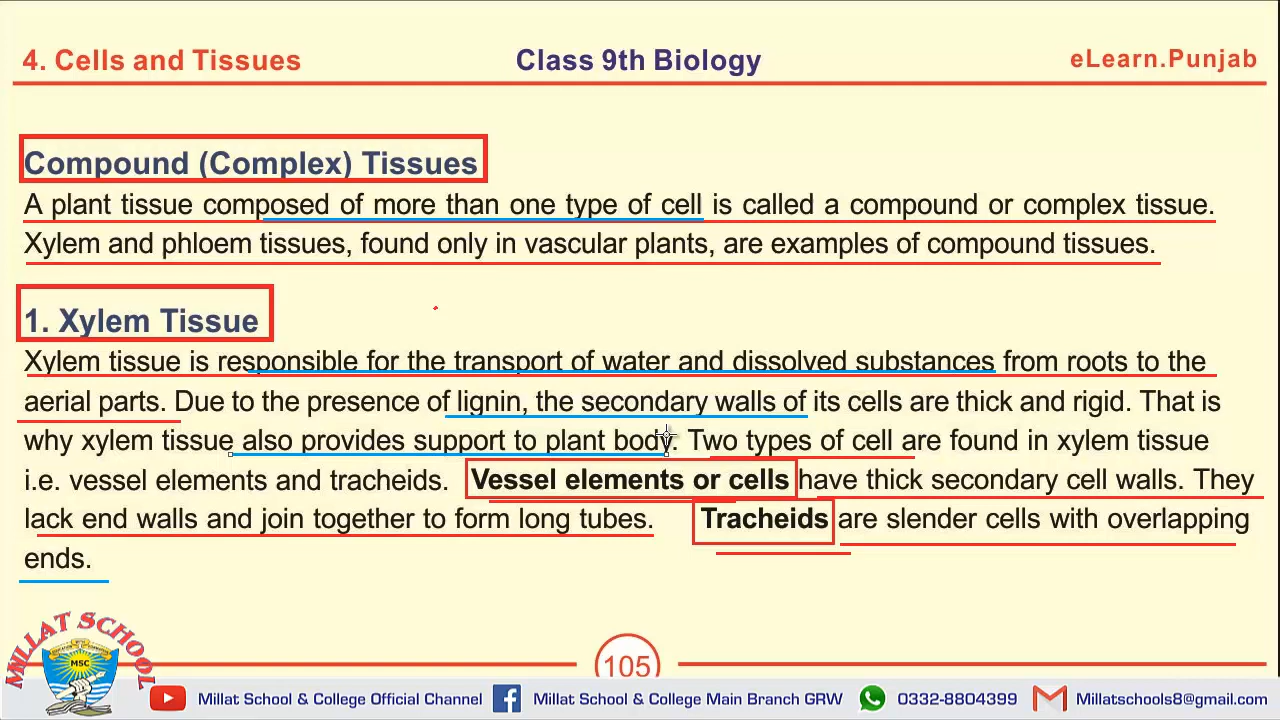 4. Cells and Tissues Class 9th Biology eLearn.Punjab
Compound (Complex) Tissues
A plant tissue composed of more than one type of cell is called a compound or complex tissue.
Xylem and phloem tissues, found only in vascular plants, are examples of compound tissues.
1. Xylem Tissue
Xylem tissue is responsible for the transport of water and dissolved substances from roots to the
aerial parts. Due to the presence of lignin, the secondary walls of its cells are thick and rigid. That is
why xylem tissue also provides support to plant body. Two types of cell are found in xylem tissue
i.e. vessel elements and tracheids. Vessel elements or cells have thick secondary cell walls. They
lack end walls and join together to form long tubes. Tracheids are slender cells with overlapping
ends.
MILLAT SCHOOL
MSC
105
Millat School & College Official Channel Millat School & College Main Branch GRW 0332-8804399 Millatschools8@gmail.com